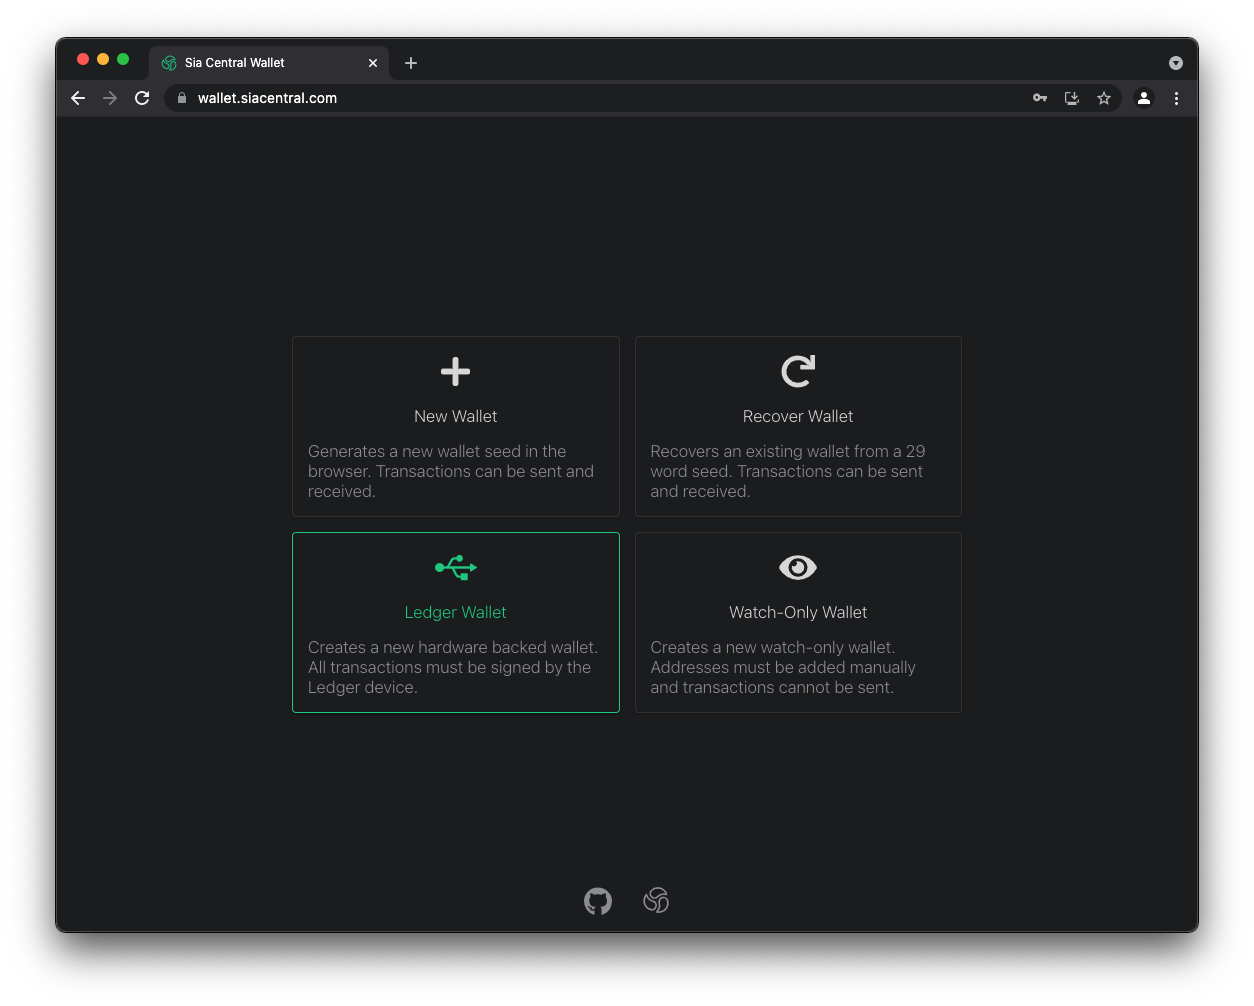 Sia Central Wallet
wallet.siacentral.com
New Wallet
Generates a new wallet seed in the
browser. Transactions can be sent and
received.
Recover Wallet
Recovers an existing wallet from a 29
word seed. Transactions can be sent
and received.
Ledger Wallet
Creates a new hardware backed wallet.
All transactions must be signed by the
Ledger device.
Watch-Only Wallet
Creates a new watch-only wallet.
Addresses must be added manually
and transactions cannot be sent.